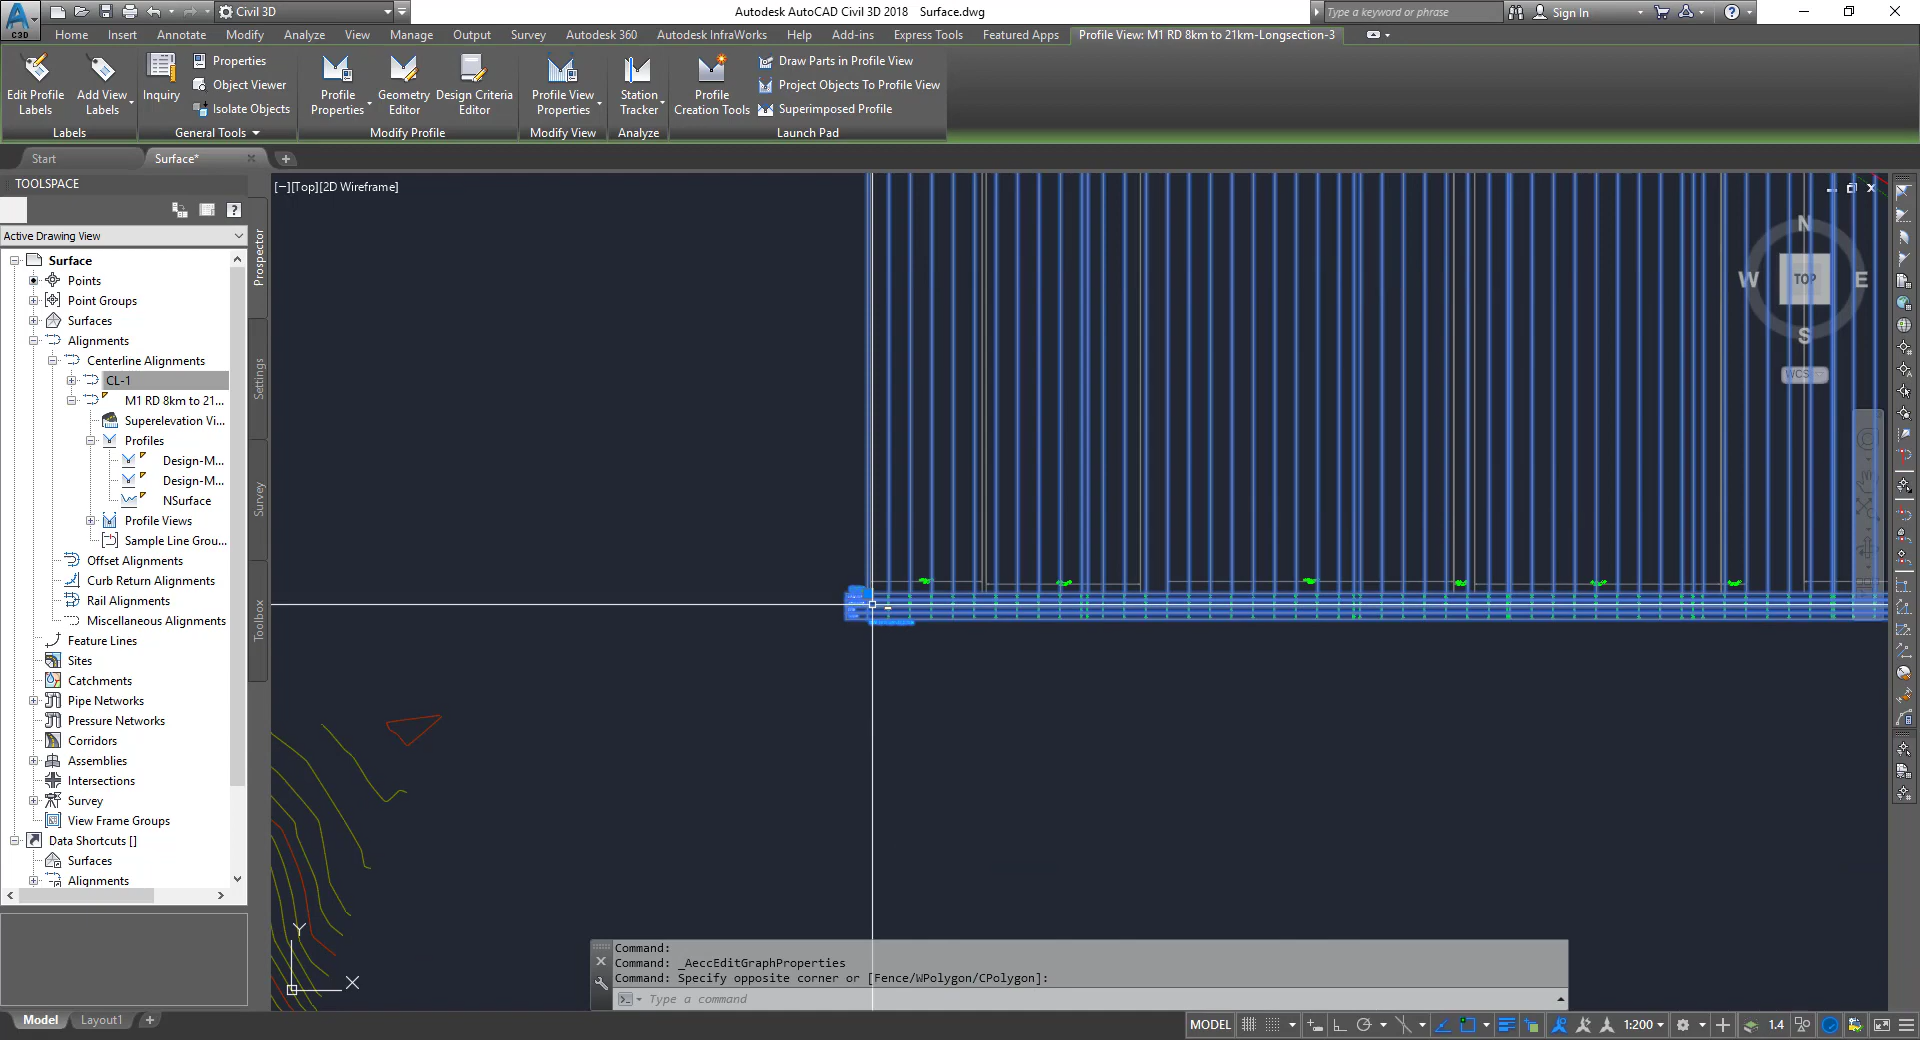 Civil 3D
Autodesk AutoCAD Civil 3D 2018   Surface.dwg
Type a keyword or phrase
Sign In
C3D
Home Insert Annotate Modify Analyze View Manage Output Survey Autodesk 360 Autodesk InfraWorks Help Add-ins Express Tools Featured Apps Profile View: M1 RD 8km to 21km-Longsection-3
Edit Profile Labels
Add View Labels
Inquiry
Properties
Object Viewer
Isolate Objects
Profile Properties
Geometry Editor
Design Criteria Editor
Profile View Properties
Station Tracker
Profile Creation Tools
Draw Parts in Profile View
Project Objects To Profile View
Superimposed Profile
Labels General Tools Modify Profile Modify View Analyze Launch Pad
Start Surface*
TOOLSPACE
[−][Top][2D Wireframe]
Active Drawing View
Prospector
Settings
Survey
Toolbox
Surface
Points
Point Groups
Surfaces
Alignments
Centerline Alignments
CL-1
M1 RD 8km to 21...
Superelevation Vi...
Profiles
Design-M...
Design-M...
NSurface
Profile Views
Sample Line Grou...
Offset Alignments
Curb Return Alignments
Rail Alignments
Miscellaneous Alignments
Feature Lines
Sites
Catchments
Pipe Networks
Pressure Networks
Corridors
Assemblies
Intersections
Survey
View Frame Groups
Data Shortcuts []
Surfaces
Alignments
N
W TOP E
S
WCS
Y
X
Command:
Command: _AeccEditGraphProperties
Command: Specify opposite corner or [Fence/WPolygon/CPolygon]:
Type a command
Model Layout1
MODEL 1:200 1.4